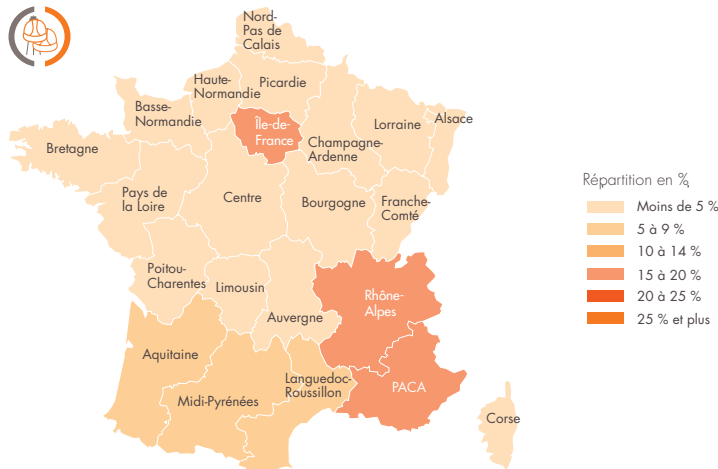 Nord-
Pas de
Calais
Haute-
Normandie
Picardie
Basse-
Normandie
Île-de-
France
Champagne-
Ardenne
Lorraine
Alsace
Bretagne
Pays de
la Loire
Centre
Bourgogne
Franche-
Comté
Poitou-
Charentes
Limousin
Auvergne
Rhône-
Alpes
Aquitaine
Midi-Pyrénées
Languedoc-
Roussillon
PACA
Corse
Répartition en %
Moins de 5 %
5 à 9 %
10 à 14 %
15 à 20 %
20 à 25 %
25 % et plus